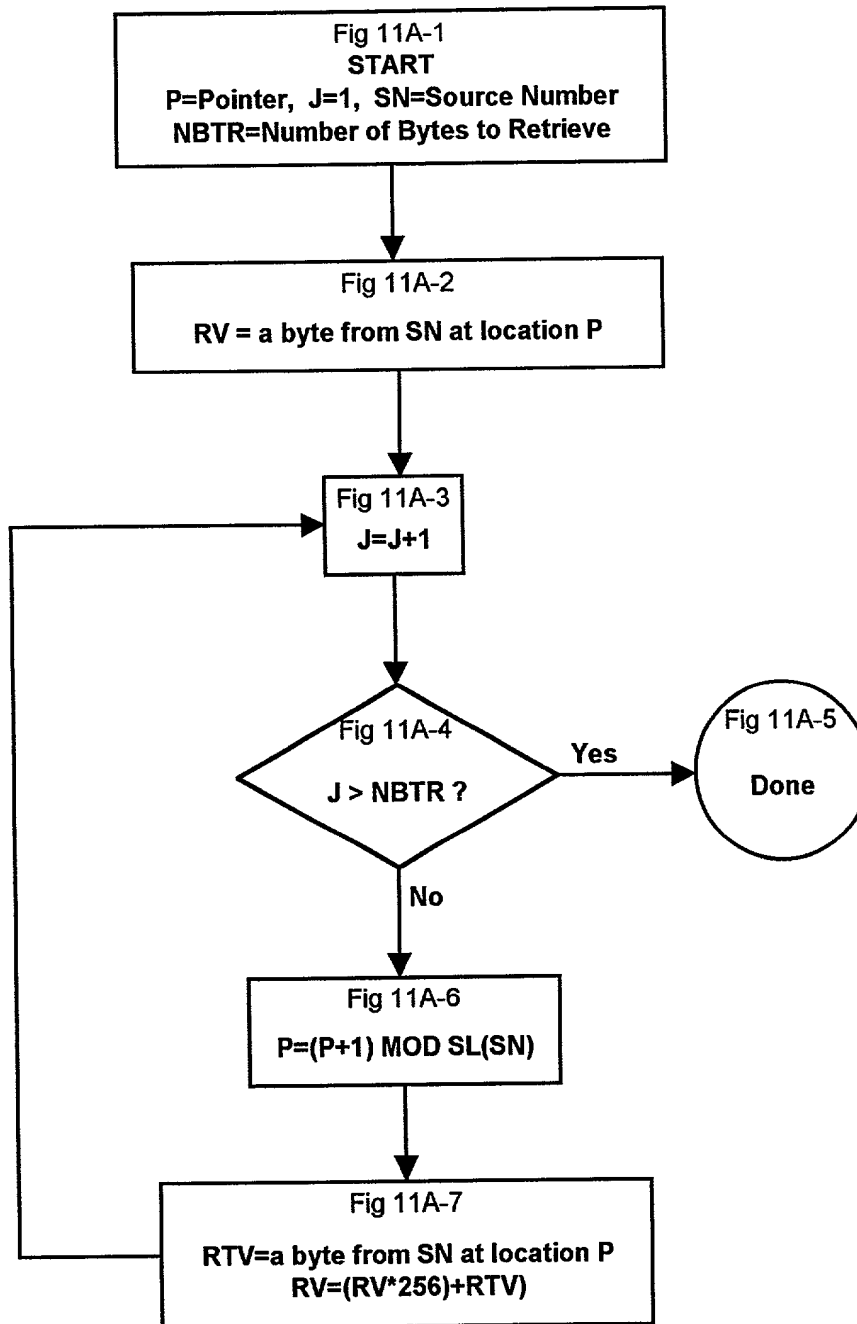 Fig 11A-1
START
P=Pointer, J=1, SN=Source Number
NBTR=Number of Bytes to Retrieve
Fig 11A-2
RV = a byte from SN at location P
Fig 11A-3
J=J+1
Fig 11A-4
J > NBTR ?
Yes
Fig 11A-5
Done
No
Fig 11A-6
P=(P+1) MOD SL(SN)
Fig 11A-7
RTV=a byte from SN at location P
RV=(RV*256)+RTV)